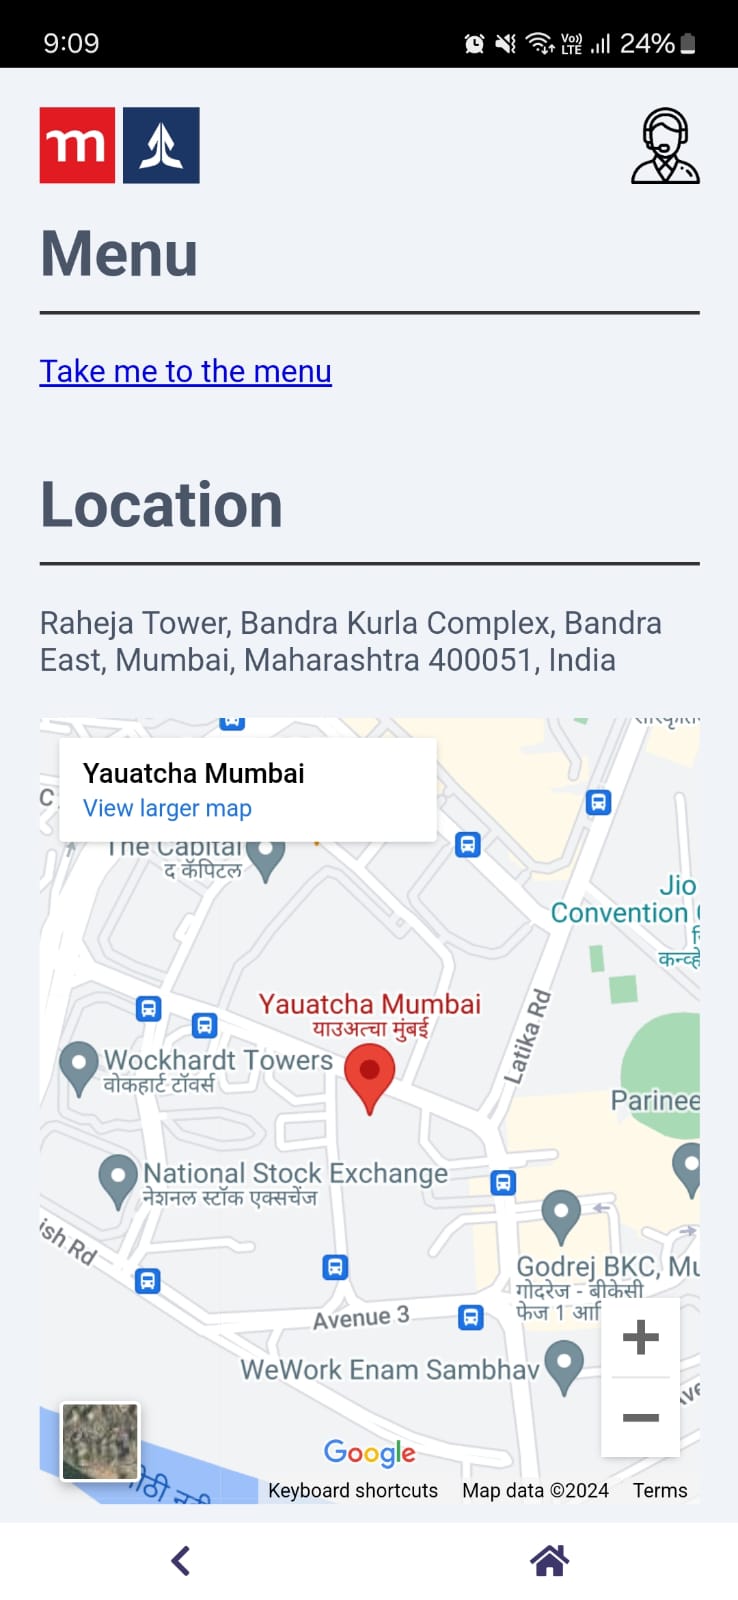 9:09
Vo))
LTE
24%
m
Menu
Take me to the menu
Location
Raheja Tower, Bandra Kurla Complex, Bandra
East, Mumbai, Maharashtra 400051, India
Yauatcha Mumbai
View larger map
C
The Capital
द कॅपिटल
Jio
Convention
Yauatcha Mumbai
याउअत्चा मुंबई
Latika Rd
Wockhardt Towers
वोकहार्ट टॉवर्स
Parinee
National Stock Exchange
नेशनल स्टॉक एक्सचेंज
ish Rd
Godrej BKC, Mu
गोदरेज - बीकेसी
फेज 1 आ
Avenue 3
WeWork Enam Sambhav
Ave
Google
Keyboard shortcuts
Map data ©2024
Terms